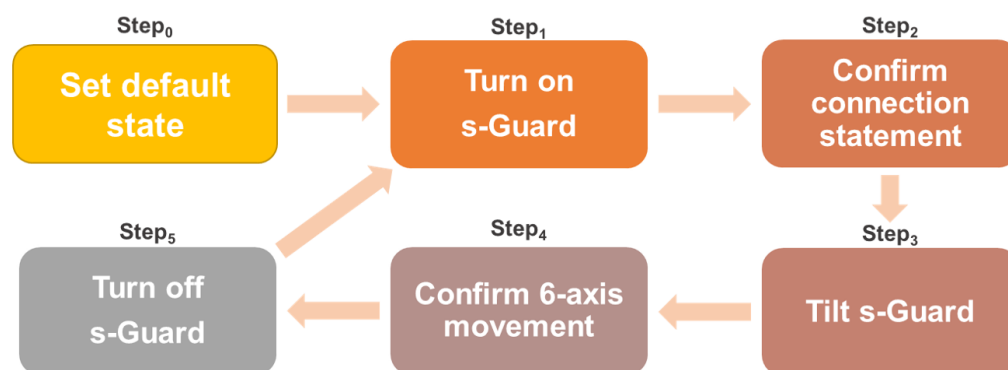 Step₀
Set default
state
Step₁
Turn on
s-Guard
Step₂
Confirm
connection
statement
Step₃
Tilt s-Guard
Step₄
Confirm 6-axis
movement
Step₅
Turn off
s-Guard